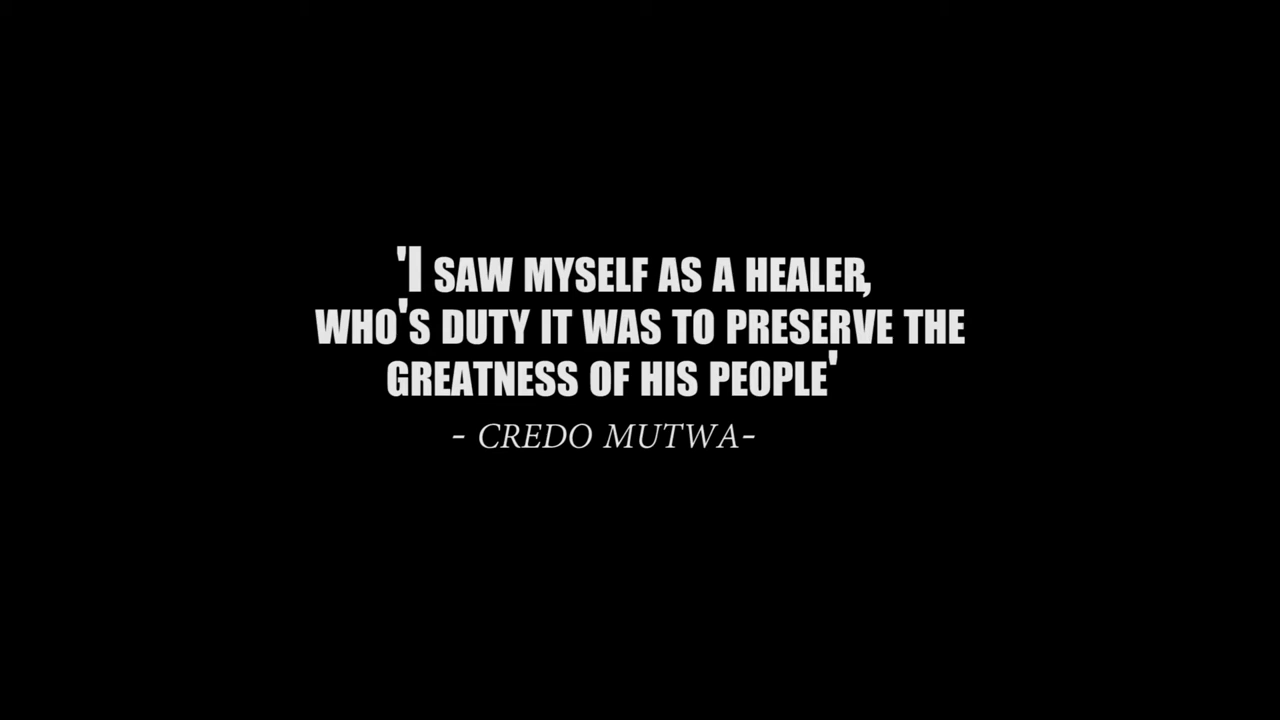 'I SAW MYSELF AS A HEALER,
WHO'S DUTY IT WAS TO PRESERVE THE
GREATNESS OF HIS PEOPLE'
- CREDO MUTWA-